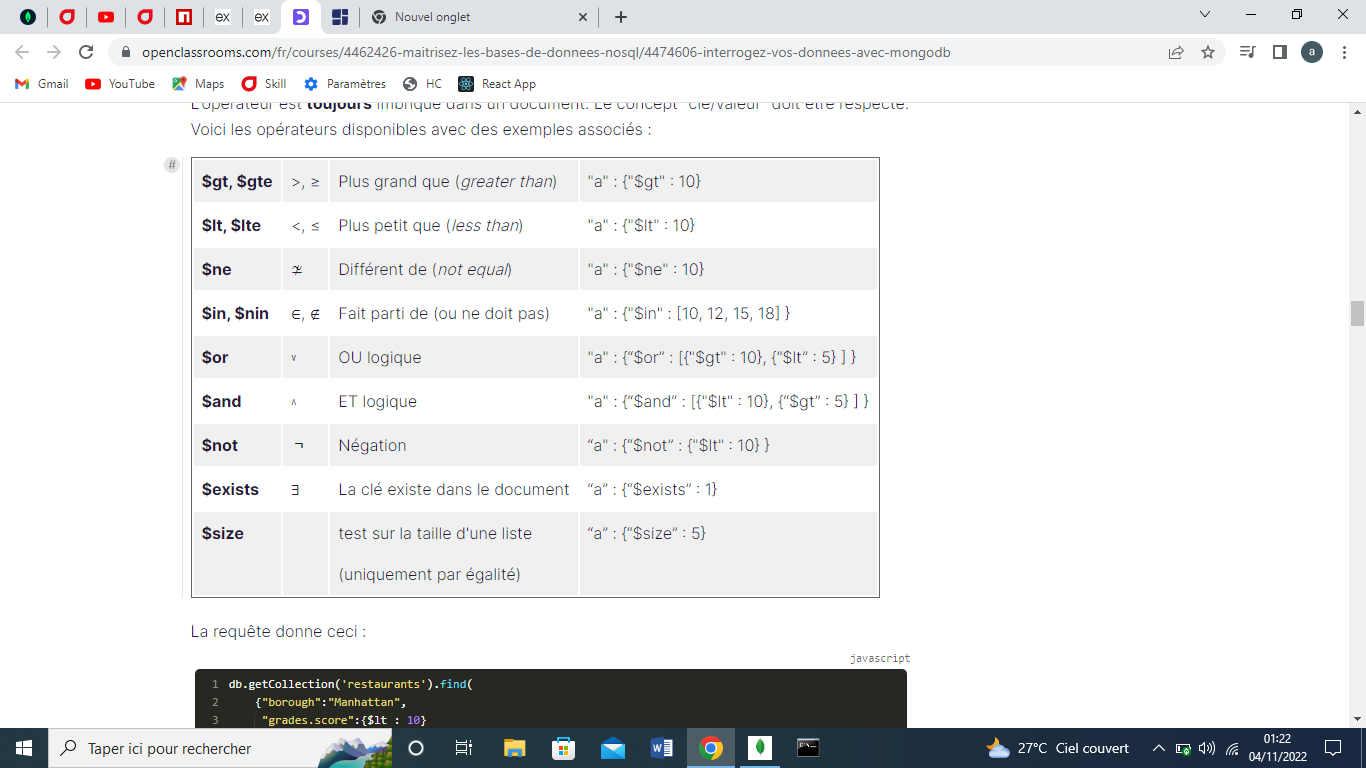 Nouvel onglet
openclassrooms.com/fr/courses/4462426-maitrisez-les-bases-de-donnees-nosql/4474606-interrogez-vos-donnees-avec-mongodb
a
Gmail YouTube Maps Skill Paramètres HC React App
L'opérateur est toujours imbriqué dans un document. Le concept "clé/valeur" doit être respecté.
Voici les opérateurs disponibles avec des exemples associés :
#
$gt, $gte >, ≥ Plus grand que (greater than) "a" : {"$gt" : 10}
$lt, $lte <, ≤ Plus petit que (less than) "a" : {"$lt" : 10}
$ne ≄ Différent de (not equal) "a" : {"$ne" : 10}
$in, $nin ∈, ∉ Fait parti de (ou ne doit pas) "a" : {"$in" : [10, 12, 15, 18] }
$or ∨ OU logique "a" : {“$or” : [{"$gt" : 10}, {“$lt” : 5} ] }
$and ∧ ET logique "a" : {“$and” : [{"$lt" : 10}, {“$gt” : 5} ] }
$not ¬ Négation “a" : {“$not” : {"$lt" : 10} }
$exists ∃ La clé existe dans le document “a” : {“$exists” : 1}
$size test sur la taille d'une liste “a” : {“$size” : 5}
(uniquement par égalité)
La requête donne ceci :
javascript
1 db.getCollection('restaurants').find(
2 {"borough":"Manhattan",
3 "grades.score":{$lt : 10}
Taper ici pour rechercher
27°C Ciel couvert
01:22
04/11/2022